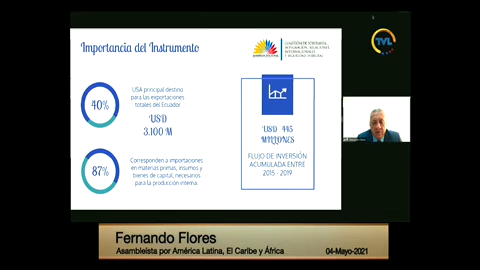 Importancia del Instrumento
ASAMBLEA NACIONAL
COMISIÓN DE SOBERANÍA,
INTEGRACIÓN, RELACIONES
INTERNACIONALES
Y SEGURIDAD INTEGRAL
TVL
40%
USA principal destino
para las exportaciones
totales del Ecuador
USD
3.100 M
87%
Corresponden a importaciones
en materias primas, insumos y
bienes de capital, necesarios
para la producción interna.
USD 445
MILLONES
FLUJO DE INVERSIÓN
ACUMULADA ENTRE
2015 - 2019
Fernando Flores
Asambleísta por América Latina, El Caribe y África
04-Mayo-2021